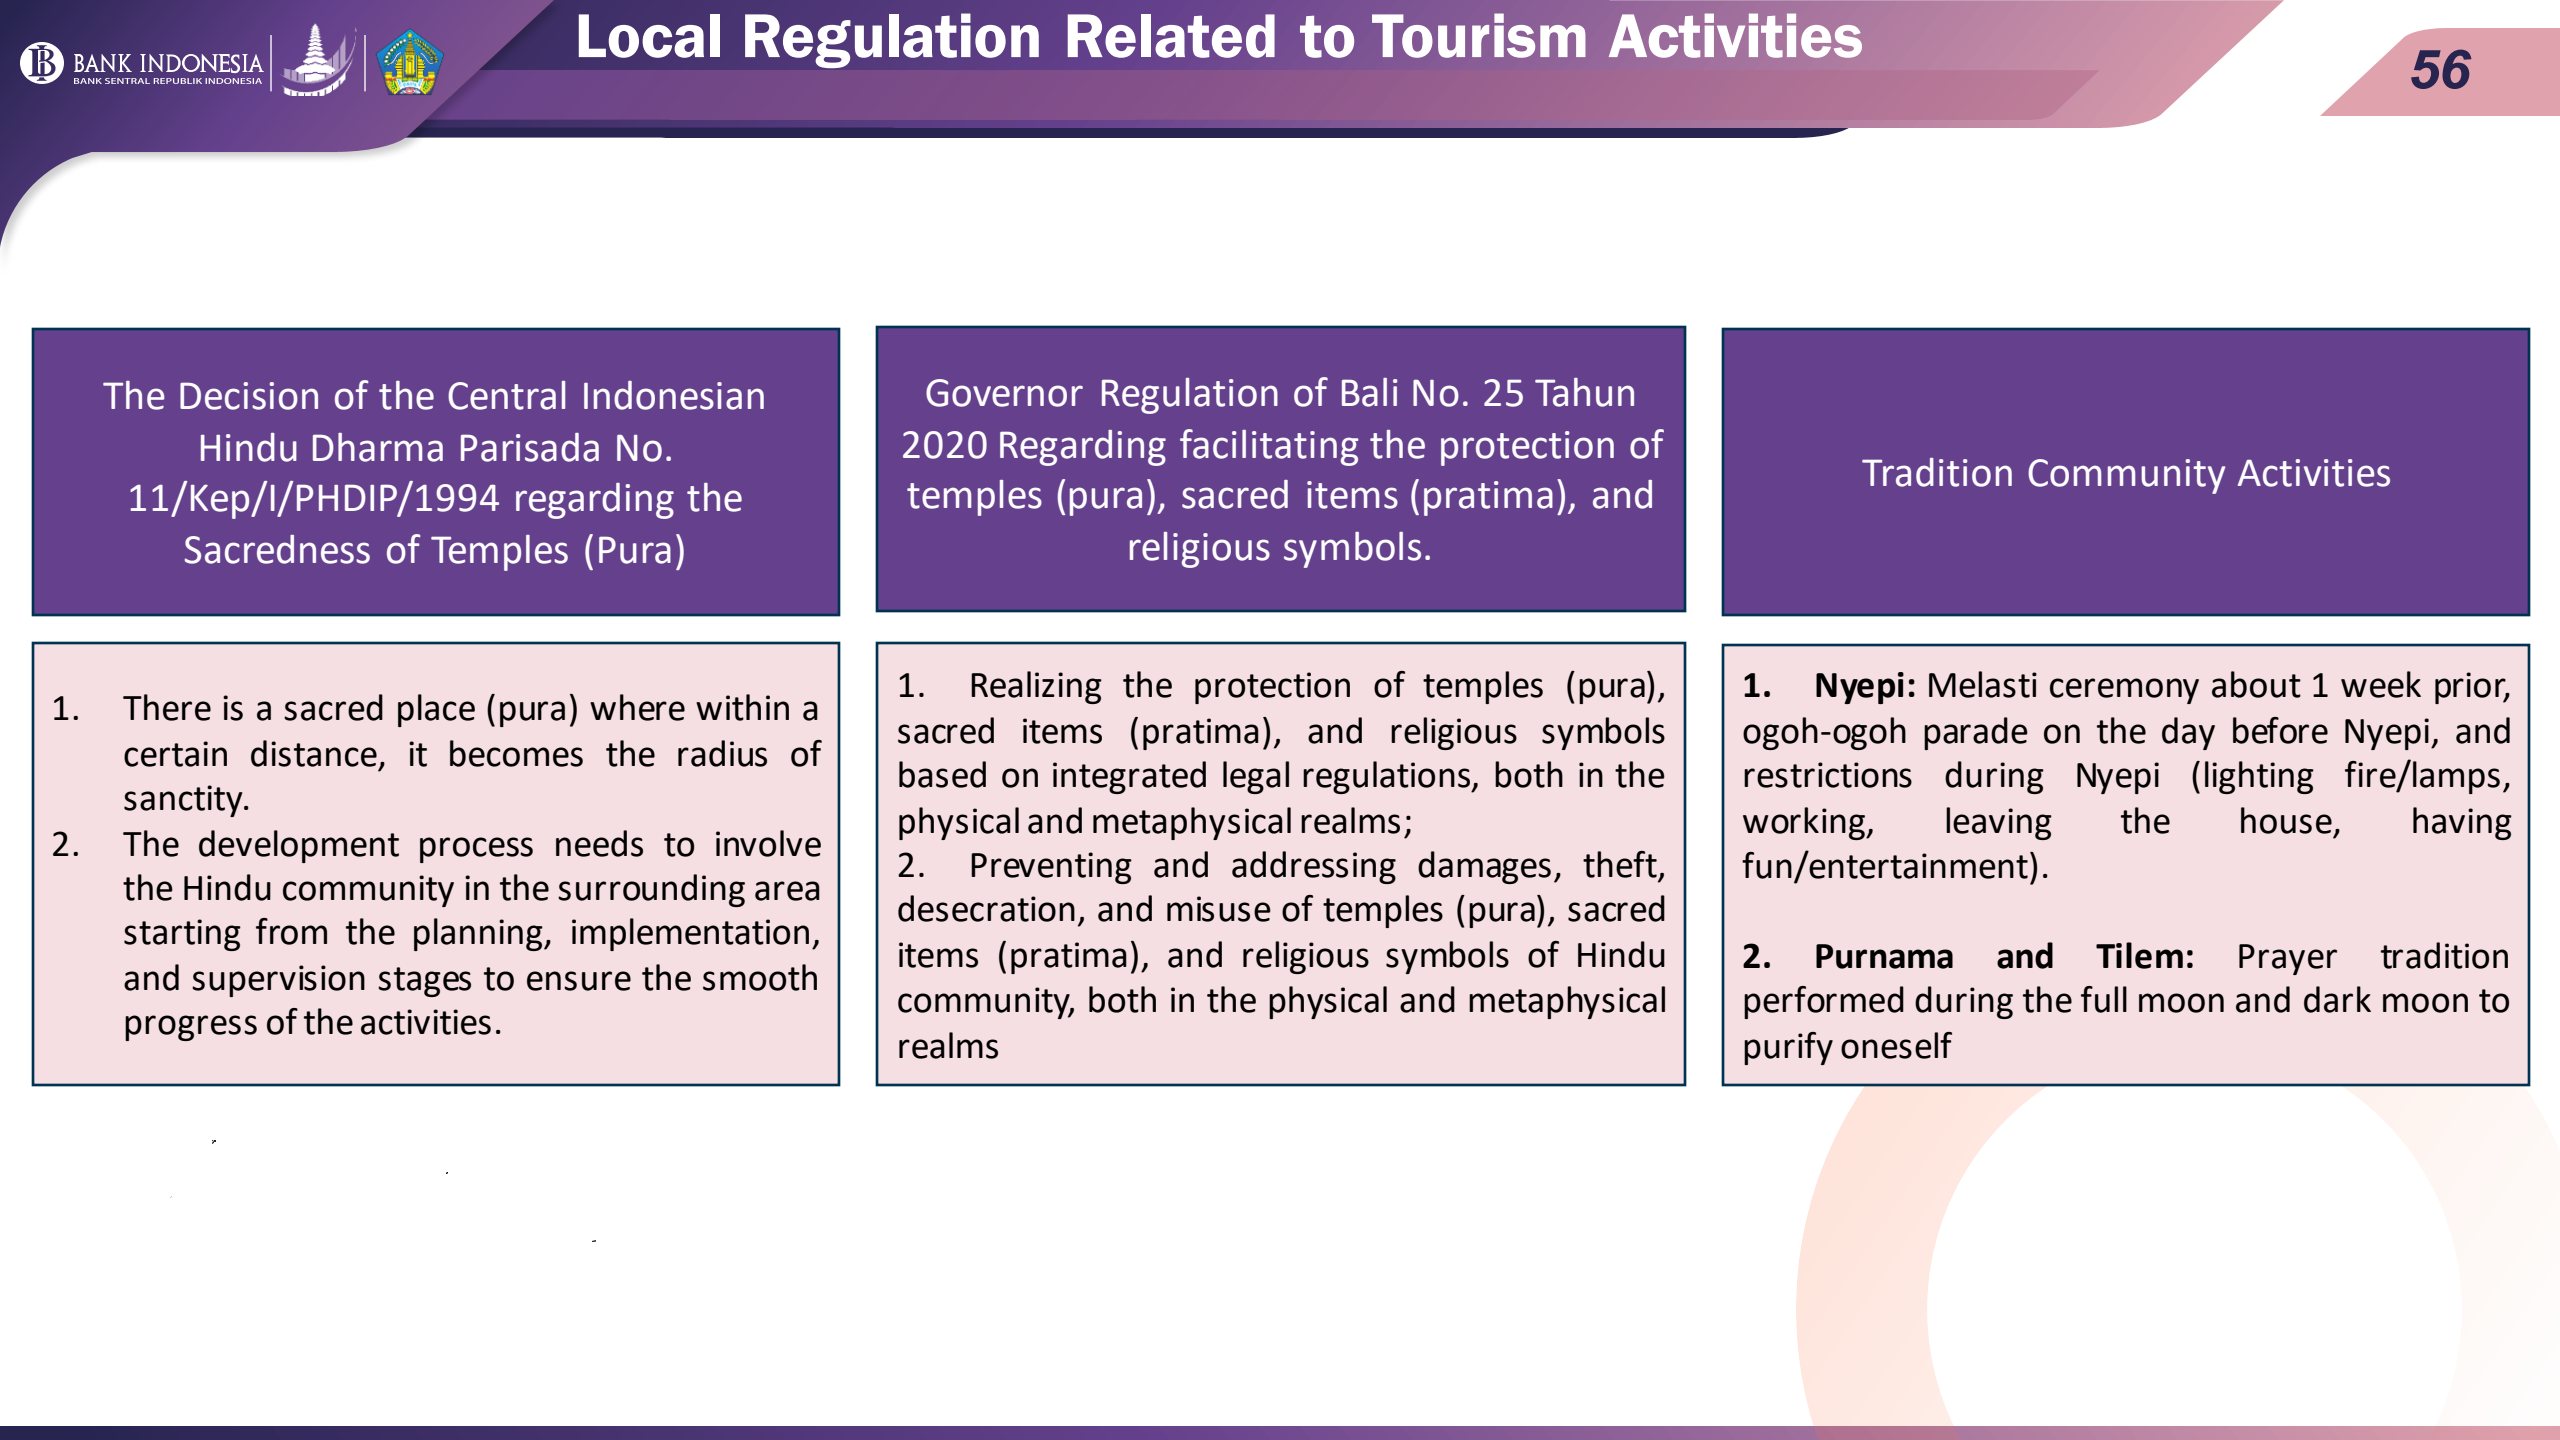 Local Regulation Related to Tourism Activities
BANK INDONESIA
BANK SENTRAL REPUBLIK INDONESIA
56
The Decision of the Central Indonesian
Hindu Dharma Parisada No.
11/Kep/I/PHDIP/1994 regarding the
Sacredness of Temples (Pura)
1. There is a sacred place (pura) where within a
certain distance, it becomes the radius of
sanctity.
2. The development process needs to involve
the Hindu community in the surrounding area
starting from the planning, implementation,
and supervision stages to ensure the smooth
progress of the activities.
Governor Regulation of Bali No. 25 Tahun
2020 Regarding facilitating the protection of
temples (pura), sacred items (pratima), and
religious symbols.
1. Realizing the protection of temples (pura),
sacred items (pratima), and religious symbols
based on integrated legal regulations, both in the
physical and metaphysical realms;
2. Preventing and addressing damages, theft,
desecration, and misuse of temples (pura), sacred
items (pratima), and religious symbols of Hindu
community, both in the physical and metaphysical
realms
Tradition Community Activities
1. Nyepi: Melasti ceremony about 1 week prior,
ogoh-ogoh parade on the day before Nyepi, and
restrictions during Nyepi (lighting fire/lamps,
working, leaving the house, having
fun/entertainment).
2. Purnama and Tilem: Prayer tradition
performed during the full moon and dark moon to
purify oneself